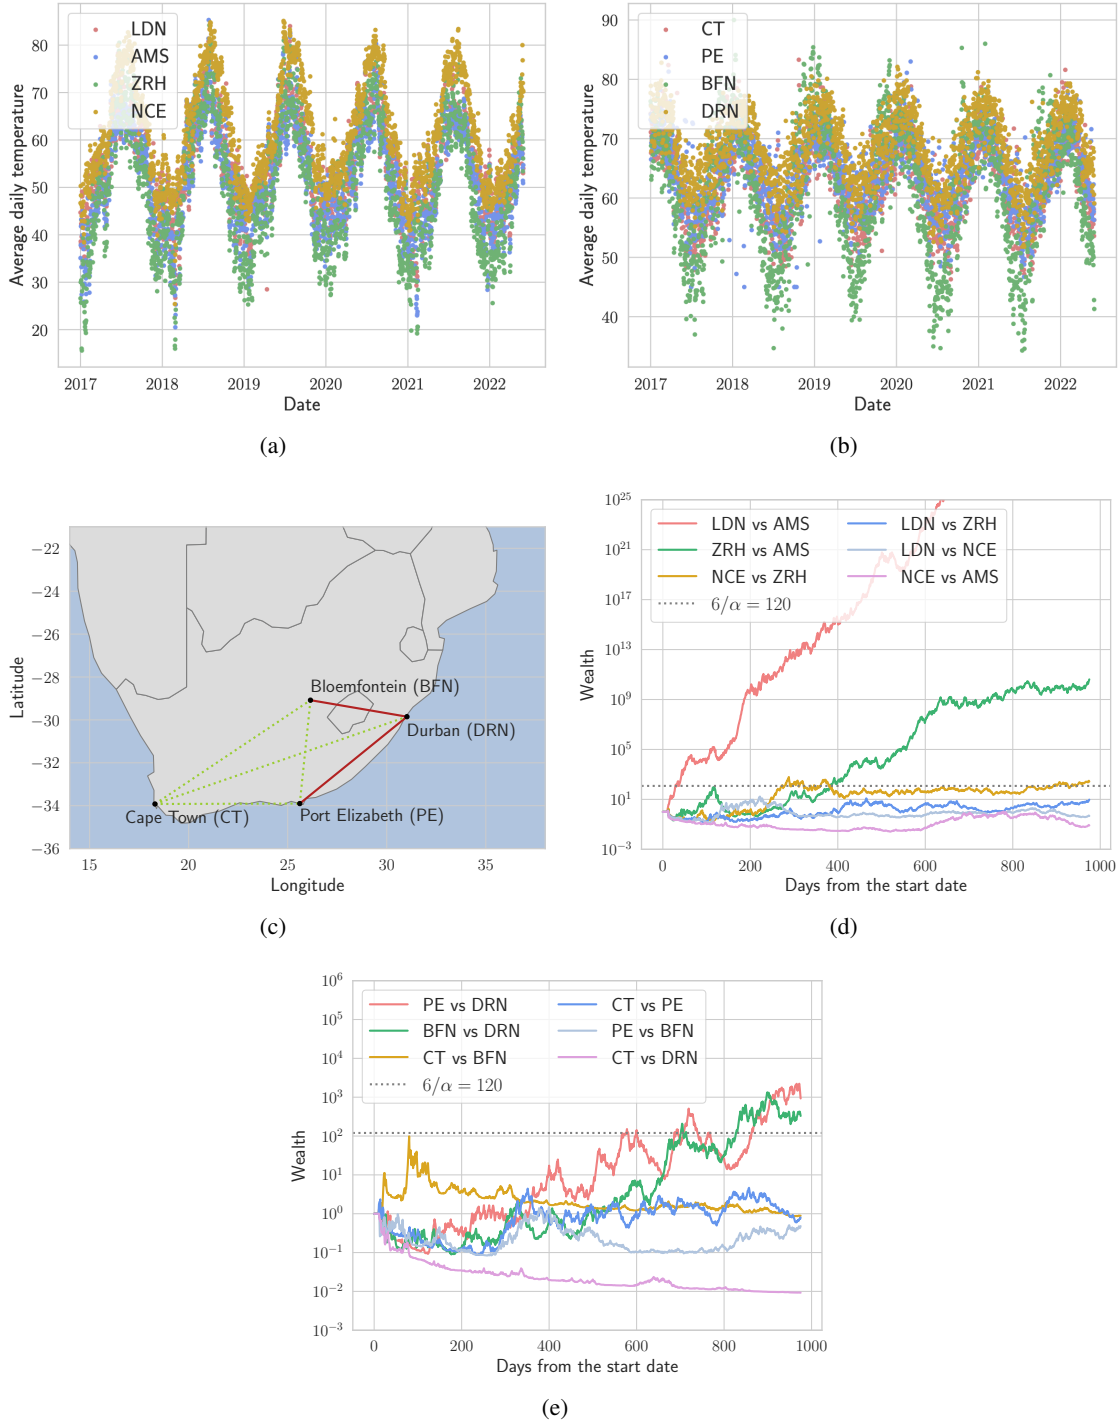 LDN
AMS
ZRH
NCE
80
70
60
50
40
30
20
Average daily temperature
2017 2018 2019 2020 2021 2022
Date
(a)
CT
PE
BFN
DRN
90
80
70
60
50
40
Average daily temperature
2017 2018 2019 2020 2021 2022
Date
(b)
−22
−24
−26
−28
−30
−32
−34
−36
Latitude
Bloemfontein (BFN)
Durban (DRN)
Cape Town (CT)
Port Elizabeth (PE)
15 20 25 30 35
Longitude
(c)
10^25
10^21
10^17
10^13
10^9
10^5
10^1
10^−3
Wealth
LDN vs AMS
ZRH vs AMS
NCE vs ZRH
6/α = 120
LDN vs ZRH
LDN vs NCE
NCE vs AMS
0 200 400 600 800 1000
Days from the start date
(d)
10^6
10^5
10^4
10^3
10^2
10^1
10^0
10^−1
10^−2
10^−3
Wealth
PE vs DRN
BFN vs DRN
CT vs BFN
6/α = 120
CT vs PE
PE vs BFN
CT vs DRN
0 200 400 600 800 1000
Days from the start date
(e)